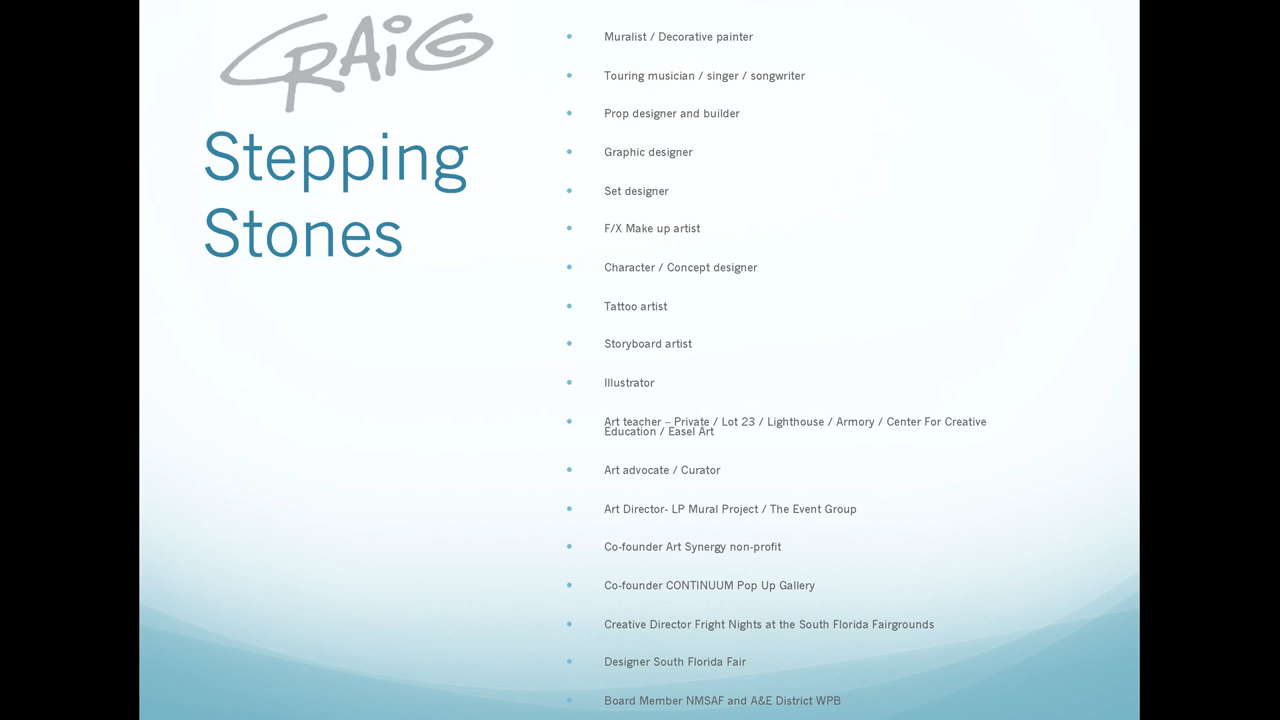 CRAIG
Stepping
Stones
Muralist / Decorative painter
Touring musician / singer / songwriter
Prop designer and builder
Graphic designer
Set designer
F/X Make up artist
Character / Concept designer
Tattoo artist
Storyboard artist
Illustrator
Art teacher – Private / Lot 23 / Lighthouse / Armory / Center For Creative
Education / Easel Art
Art advocate / Curator
Art Director- LP Mural Project / The Event Group
Co-founder Art Synergy non-profit
Co-founder CONTINUUM Pop Up Gallery
Creative Director Fright Nights at the South Florida Fairgrounds
Designer South Florida Fair
Board Member NMSAF and A&E District WPB